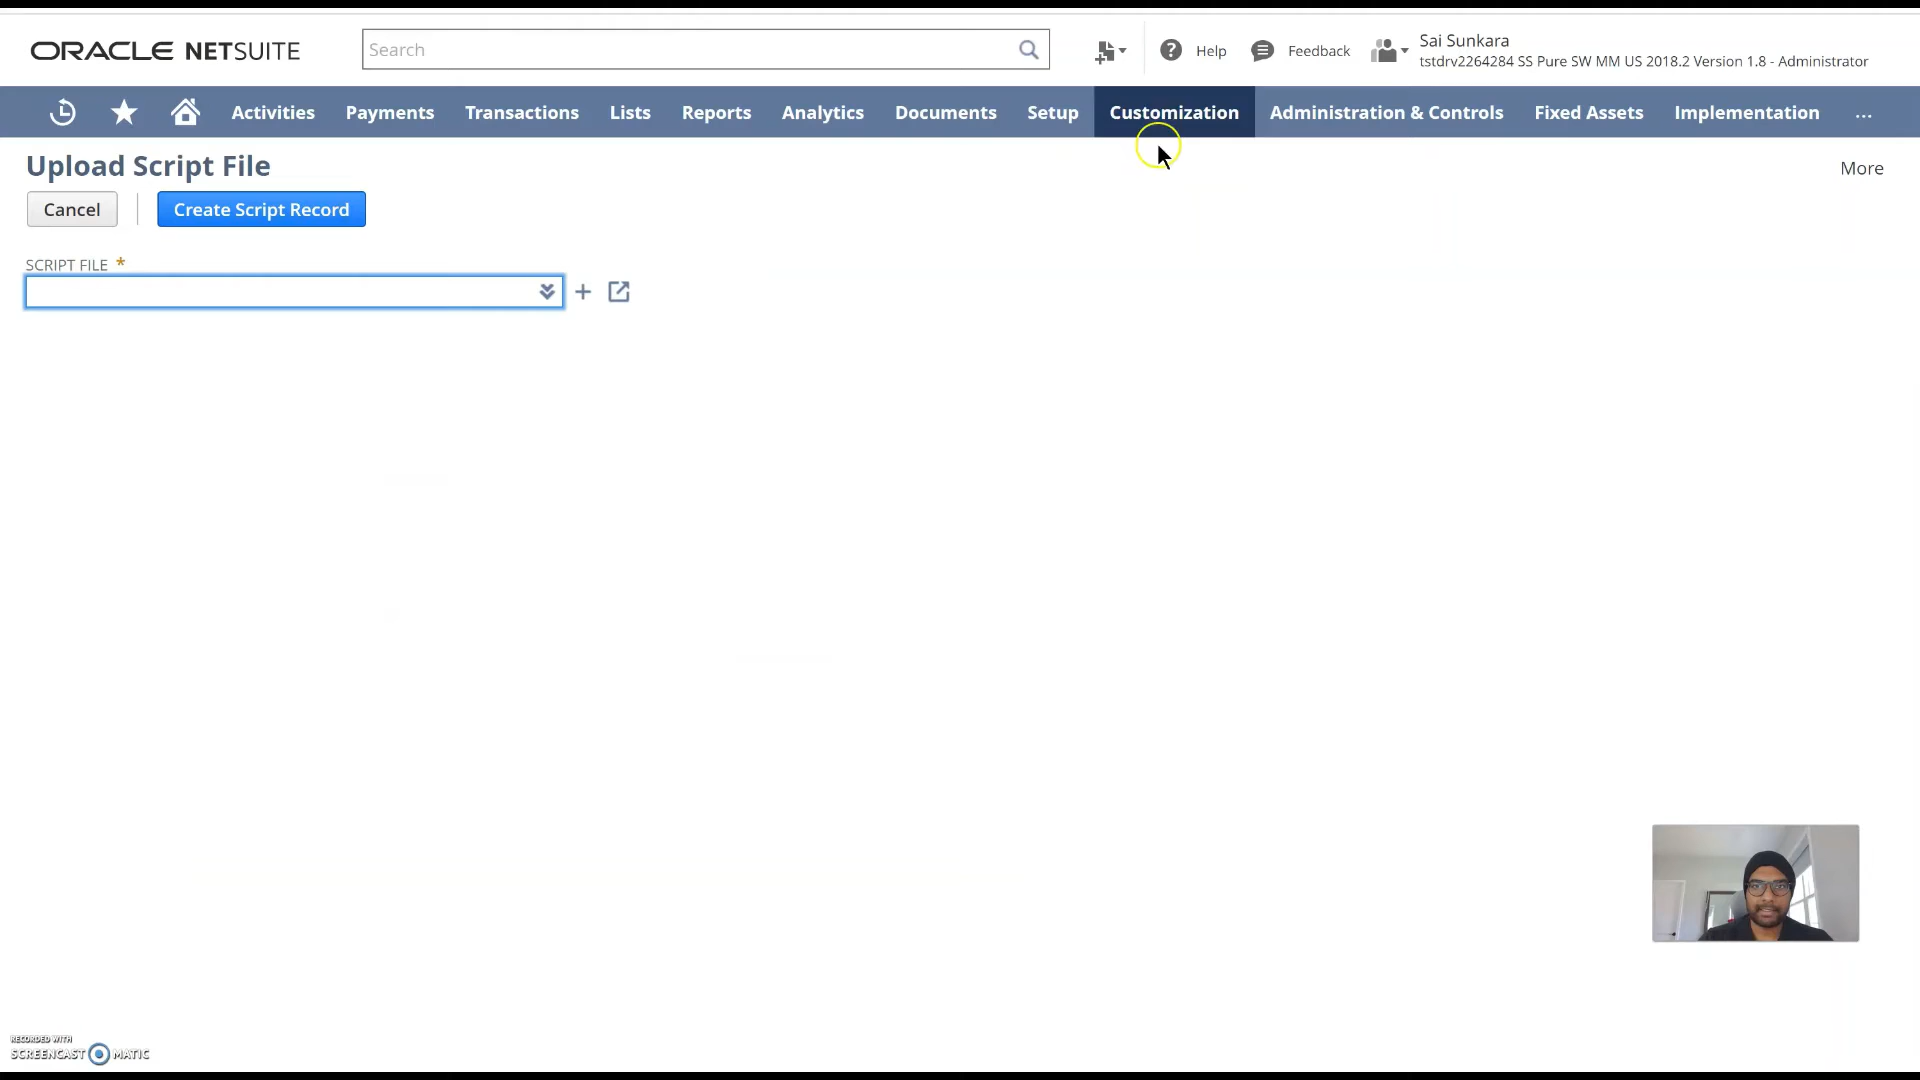 ORACLE NETSUITE
Search
Help
Feedback
Sai Sunkara
tstdrv2264284 SS Pure SW MM US 2018.2 Version 1.8 - Administrator
Activities Payments Transactions Lists Reports Analytics Documents Setup Customization Administration & Controls Fixed Assets Implementation ...
Upload Script File
More
Cancel
Create Script Record
SCRIPT FILE *
RECORDED WITH
SCREENCAST MATIC